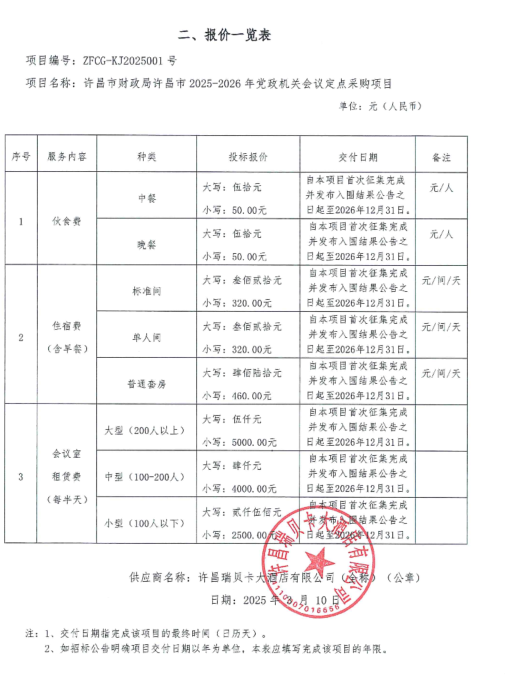 二、报价一览表
项目编号：ZFCG-KJ2025001 号
项目名称：许昌市财政局许昌市 2025-2026 年党政机关会议定点采购项目
单位：元（人民币）
序号 服务内容 种类 投标报价 交付日期 备注
1 伙食费 中餐 大写：伍拾元 小写：50.00元 自本项目首次征集完成并发布入围结果公告之日起至2026年12月31日。 元/人
晚餐 大写：伍拾元 小写：50.00元 自本项目首次征集完成并发布入围结果公告之日起至2026年12月31日。 元/人
2 住宿费（含早餐） 标准间 大写：叁佰贰拾元 小写：320.00元 自本项目首次征集完成并发布入围结果公告之日起至2026年12月31日。 元/间/天
单人间 大写：叁佰贰拾元 小写：320.00元 自本项目首次征集完成并发布入围结果公告之日起至2026年12月31日。 元/间/天
普通套房 大写：肆佰陆拾元 小写：460.00元 自本项目首次征集完成并发布入围结果公告之日起至2026年12月31日。 元/间/天
3 会议室租赁费（每半天） 大型（200人以上） 大写：伍仟元 小写：5000.00元 自本项目首次征集完成并发布入围结果公告之日起至2026年12月31日。
中型（100-200人） 大写：肆仟元 小写：4000.00元 自本项目首次征集完成并发布入围结果公告之日起至2026年12月31日。
小型（100人以下） 大写：贰仟伍佰元 小写：2500.00元 自本项目首次征集完成并发布入围结果公告之日起至2026年12月31日。
供应商名称：许昌瑞贝卡大酒店有限公司（全称）（公章）
日期：2025 年 月 10 日
许昌瑞贝卡大酒店有限公司
注：1、交付日期指完成该项目的最终时间（日历天）。
2、如招标公告明确项目交付日期以年为单位，本表应填写完成该项目的年限。